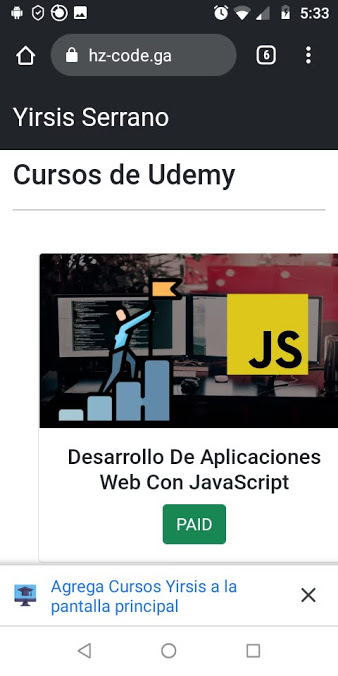 5:33
hz-code.ga
6
Yirsis Serrano
Cursos de Udemy
JS
Desarrollo De Aplicaciones
Web Con JavaScript
PAID
Agrega Cursos Yirsis a la
pantalla principal